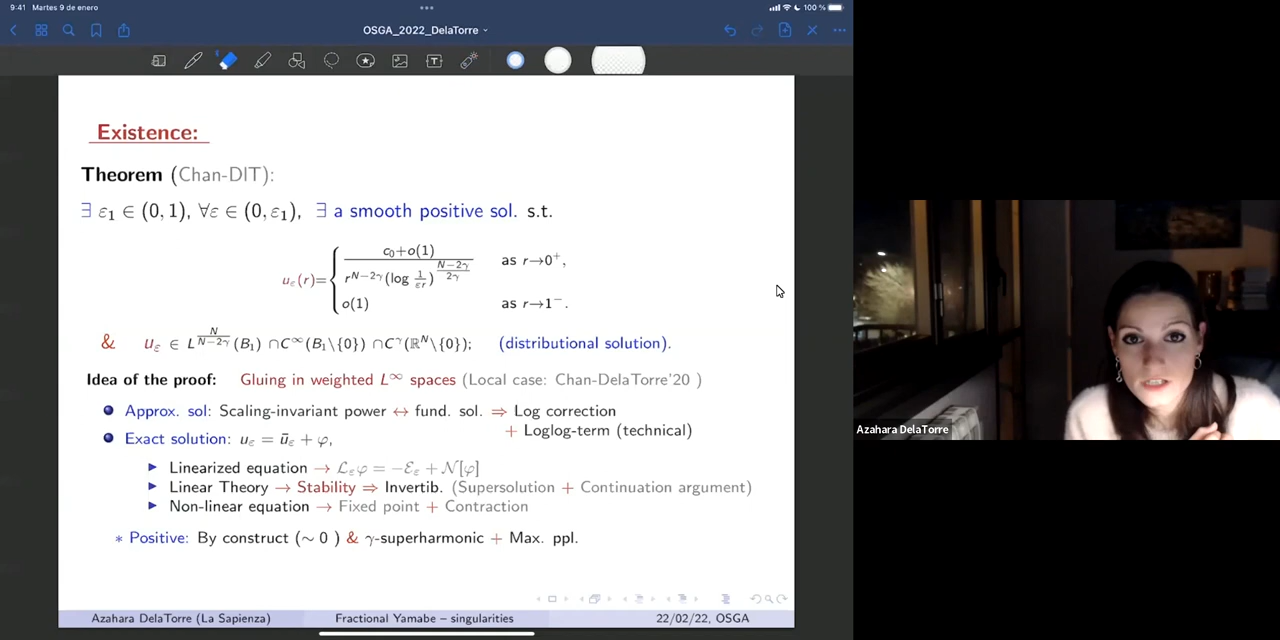 9:41 Martes 9 de enero
100 %
OSGA_2022_DelaTorre
Existence:
Theorem (Chan-DlT):
∃ ε₁ ∈ (0, 1), ∀ε ∈ (0, ε₁), ∃ a smooth positive sol. s.t.
u_ε(r) = { (c₀+o(1)) / (r^{N−2γ}(log 1/(εr))^{(N−2γ)/(2γ)}) as r→0⁺,
o(1) as r→1⁻.
& u_ε ∈ L^{N/(N−2γ)}(B₁) ∩ C^∞(B₁\{0}) ∩ C^γ(ℝ^N\{0}); (distributional solution).
Idea of the proof: Gluing in weighted L^∞ spaces (Local case: Chan-DelaTorre'20 )
Approx. sol: Scaling-invariant power ↔ fund. sol. ⇒ Log correction
+ Loglog-term (technical)
Exact solution: u_ε = ū_ε + φ,
Linearized equation → ℒ_εφ = −ℰ_ε + 𝒩[φ]
Linear Theory → Stability ⇒ Invertib. (Supersolution + Continuation argument)
Non-linear equation → Fixed point + Contraction
* Positive: By construct (∼ 0 ) & γ-superharmonic + Max. ppl.
Azahara DelaTorre (La Sapienza) Fractional Yamabe – singularities 22/02/22, OSGA
Azahara DelaTorre